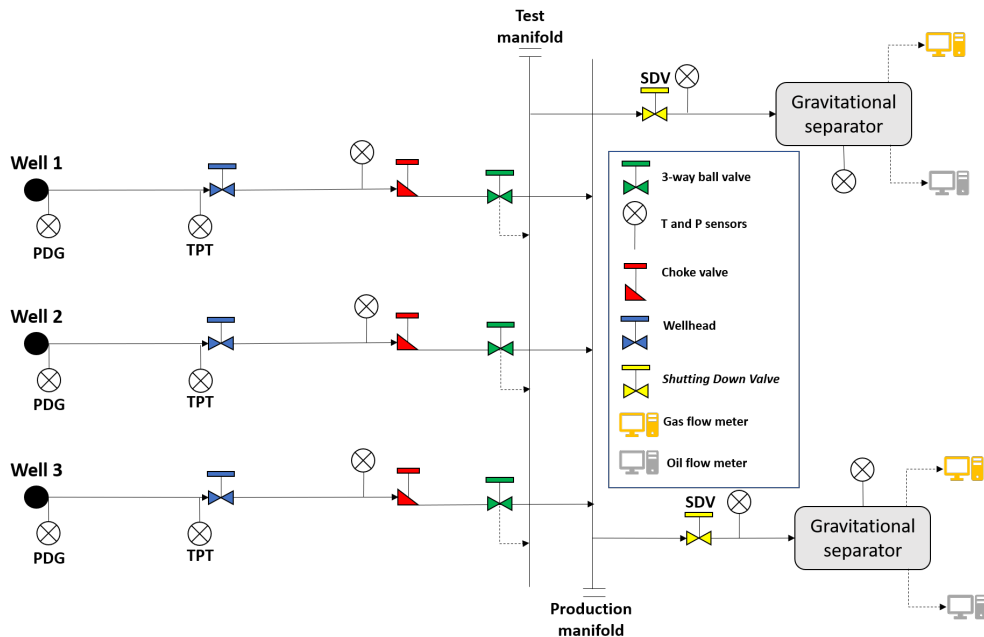 Test
manifold
SDV
Gravitational
separator
Well 1
PDG
TPT
3-way ball valve
T and P sensors
Choke valve
Wellhead
Shutting Down Valve
Gas flow meter
Oil flow meter
Well 2
PDG
TPT
Well 3
PDG
TPT
SDV
Gravitational
separator
Production
manifold